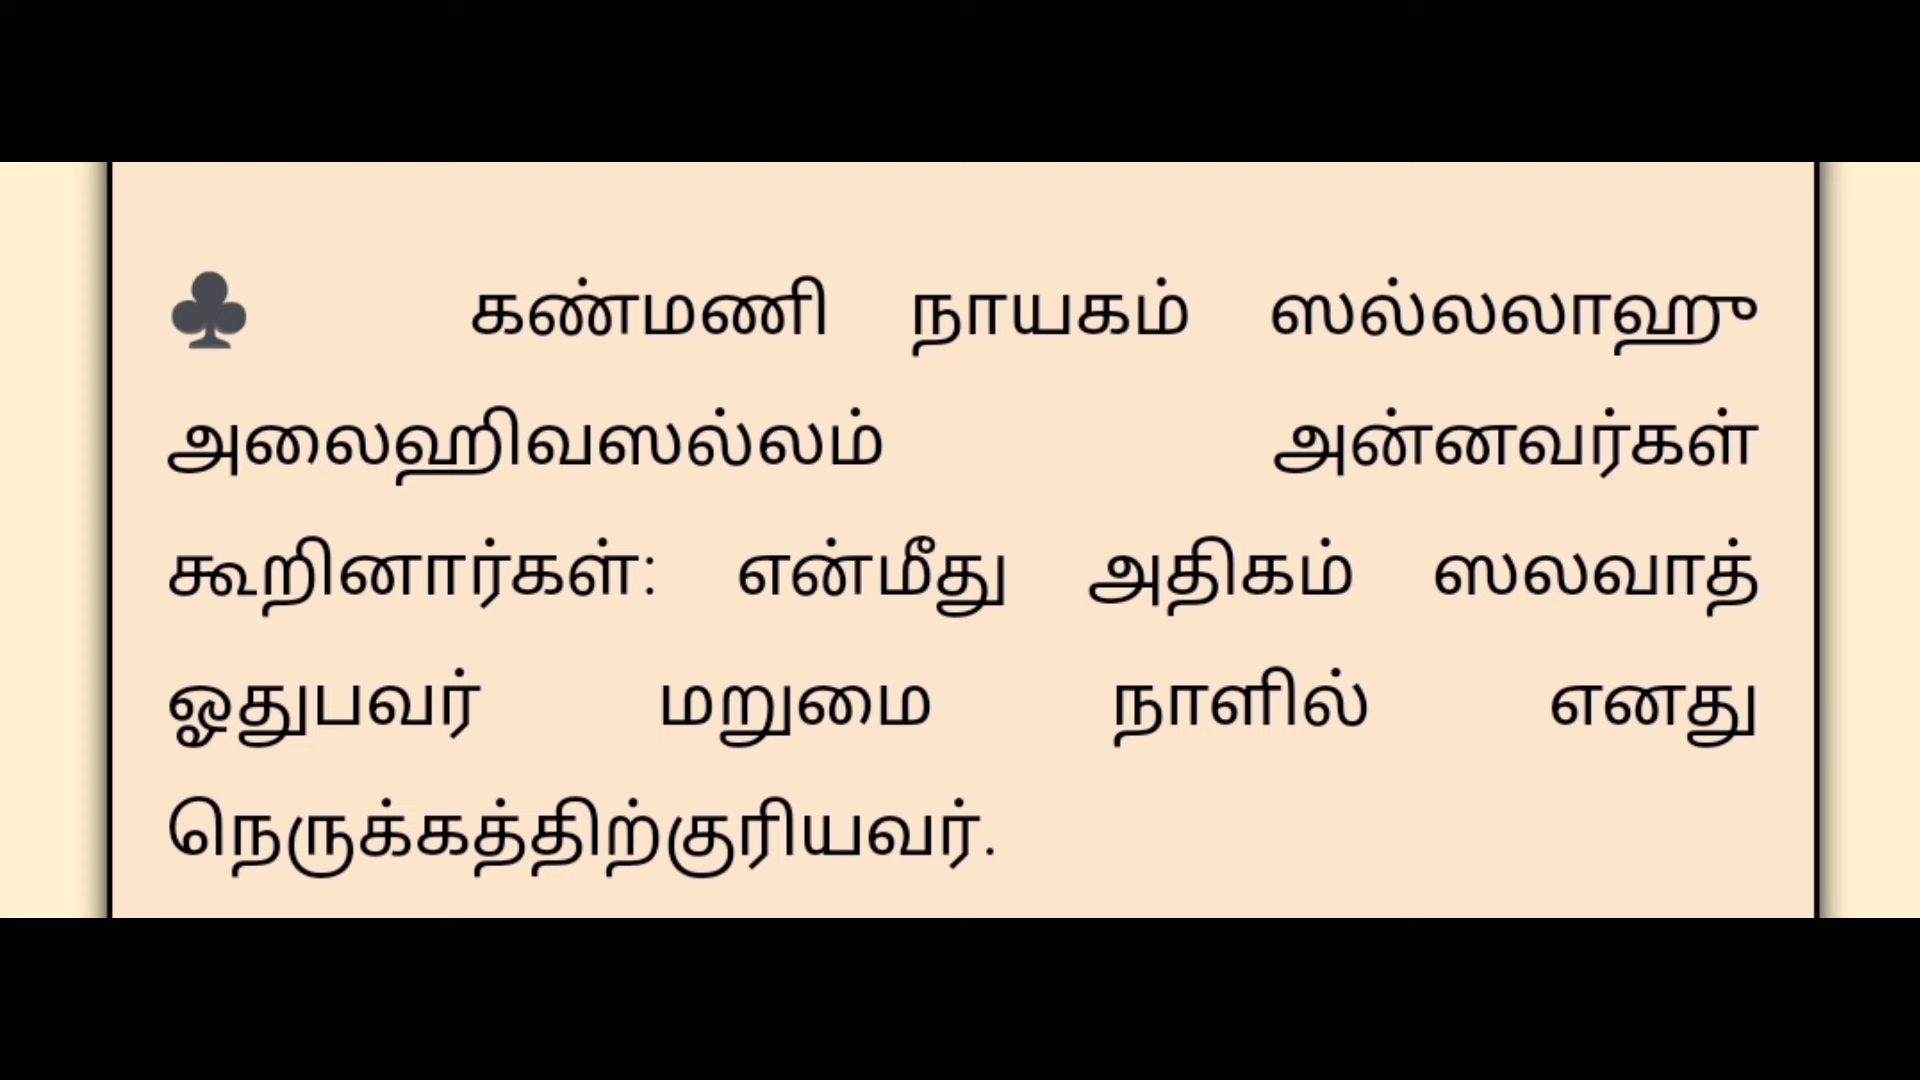 ♣ கண்மணி நாயகம் ஸல்லலாஹு
அலைஹிவஸல்லம் அன்னவர்கள்
கூறினார்கள்: என்மீது அதிகம் ஸலவாத்
ஓதுபவர் மறுமை நாளில் எனது
நெருக்கத்திற்குரியவர்.